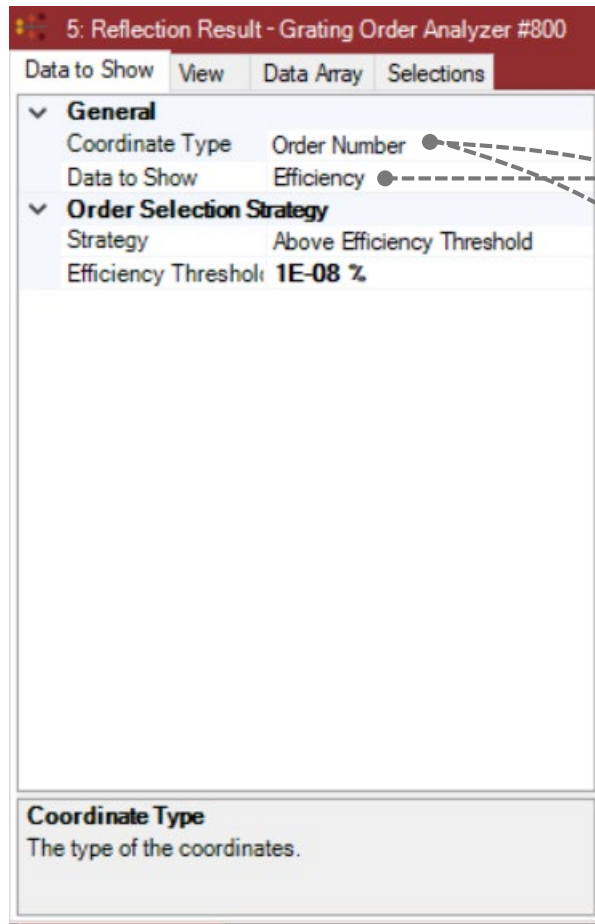 5: Reflection Result - Grating Order Analyzer #800
Data to Show View Data Array Selections
General
Coordinate Type Order Number
Data to Show Efficiency
Order Selection Strategy
Strategy Above Efficiency Threshold
Efficiency Threshol 1E-08 %
Coordinate Type
The type of the coordinates.